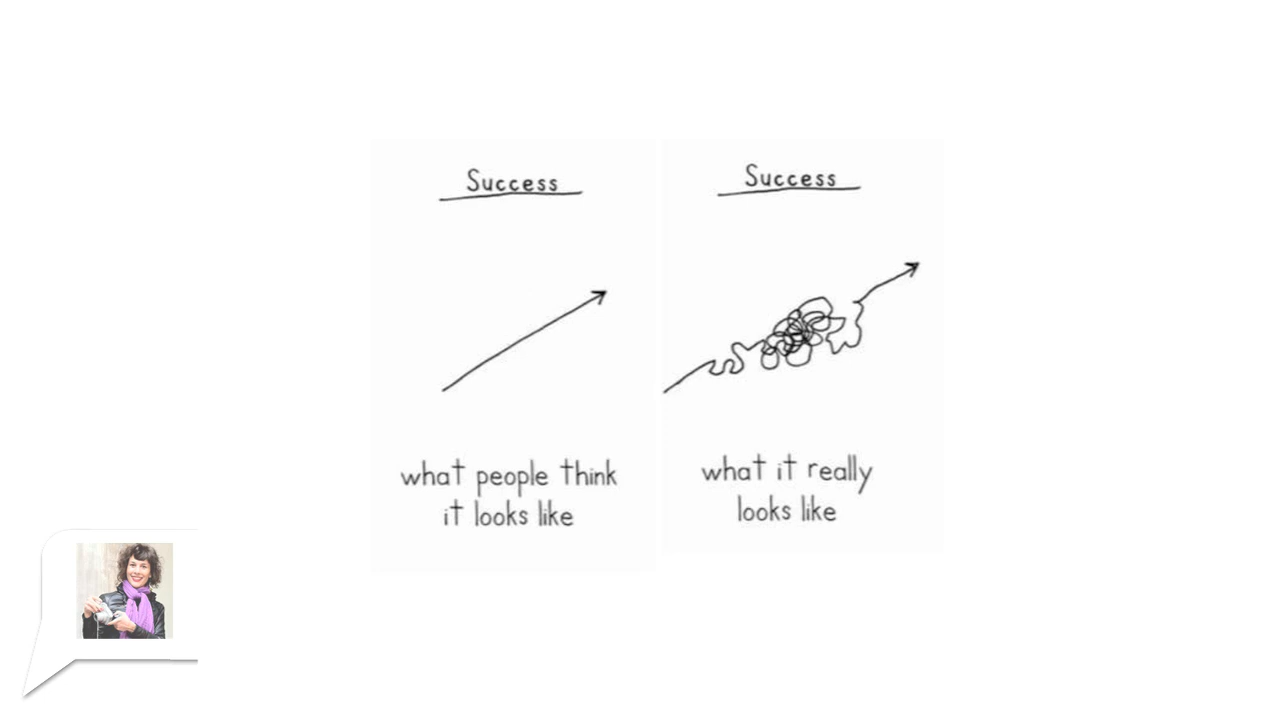 Success
what people think
it looks like
Success
what it really
looks like